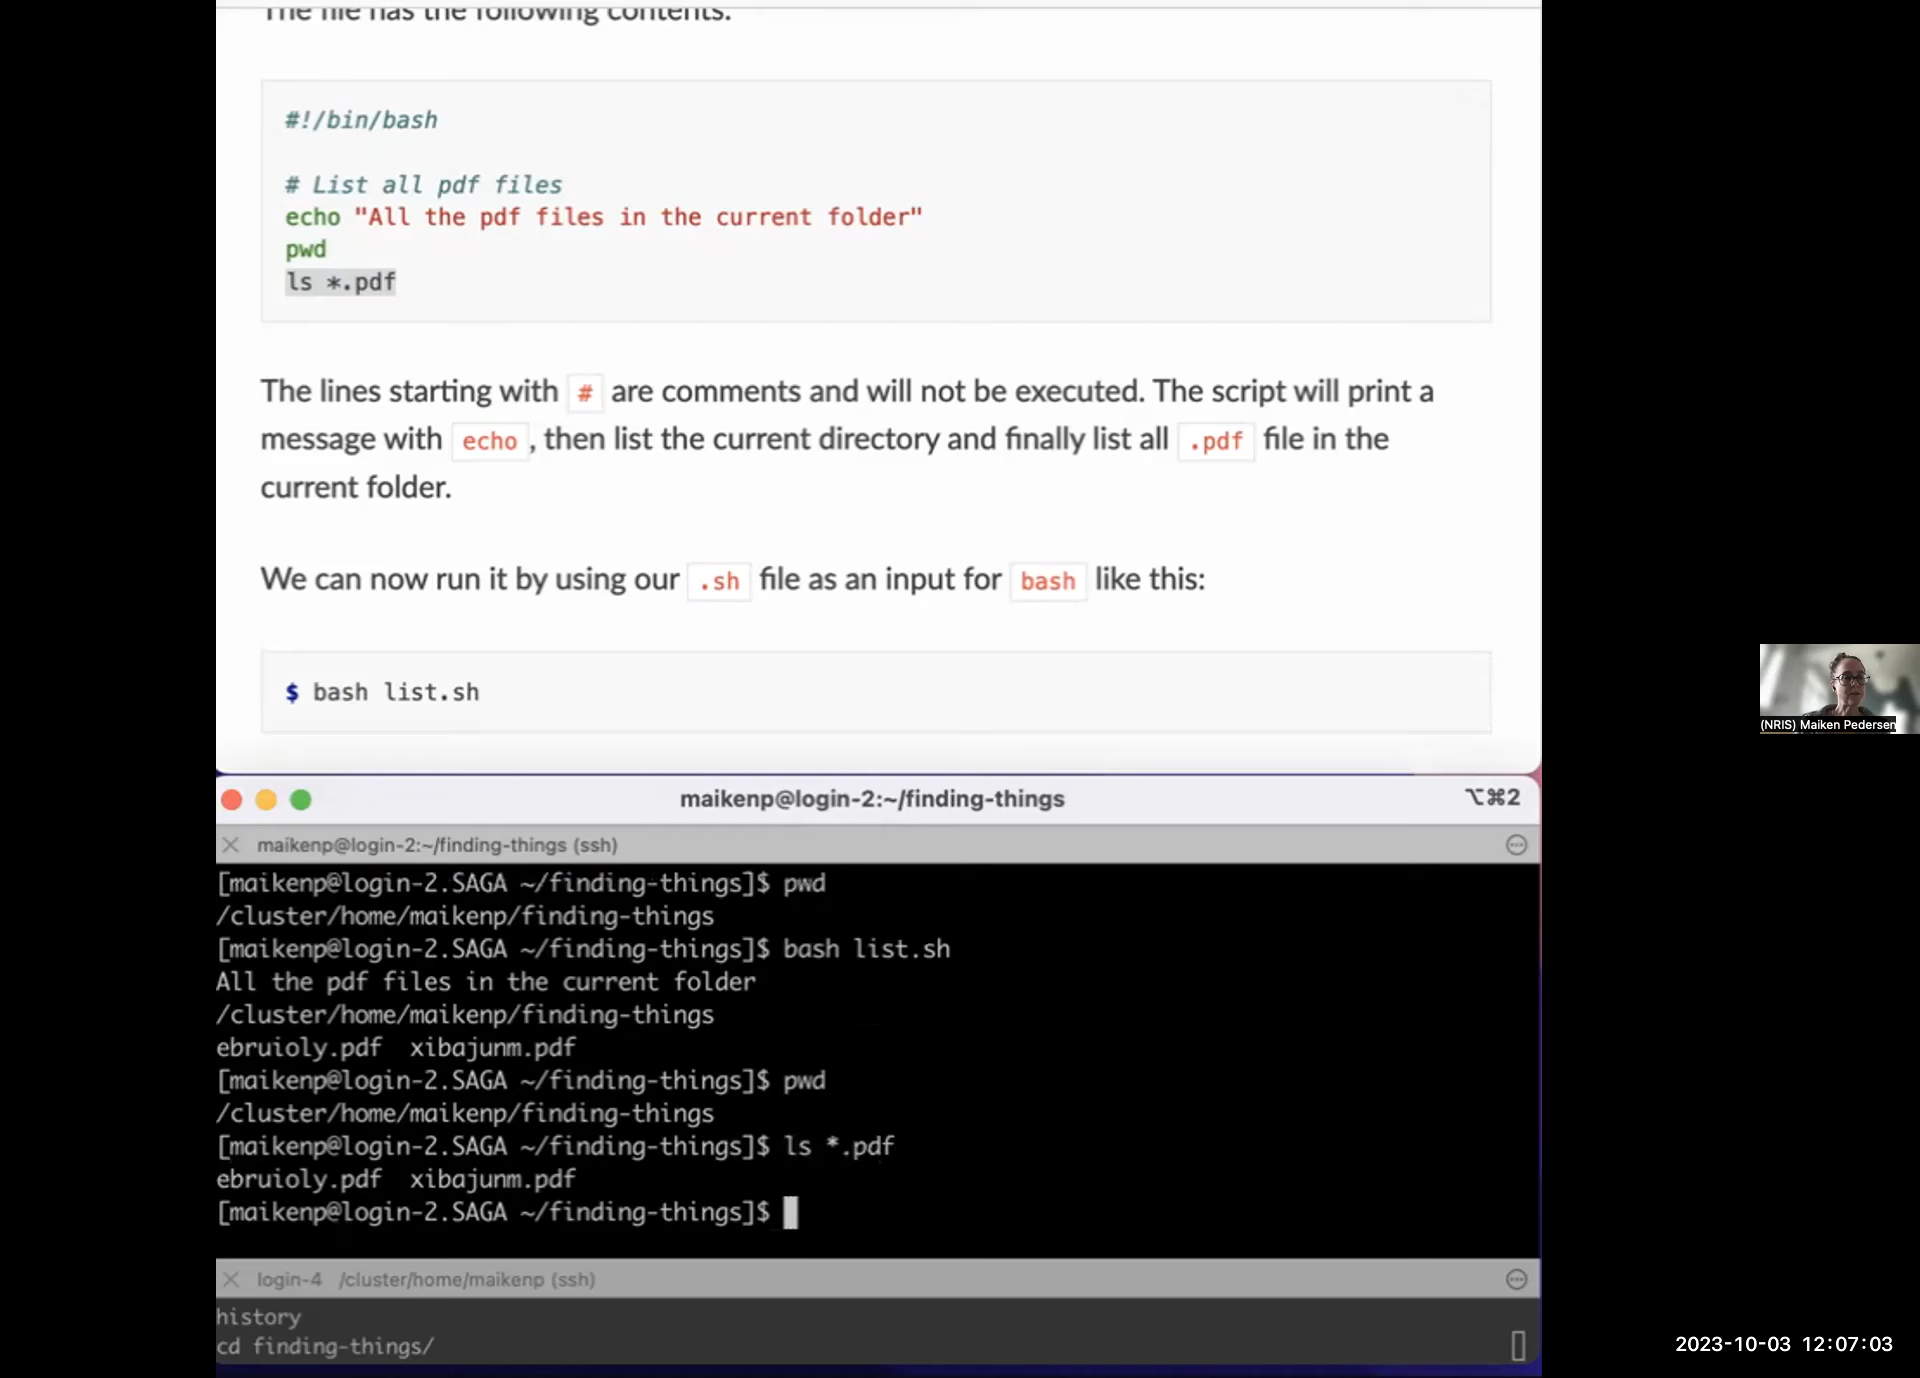 The file has the following contents.
#!/bin/bash
# List all pdf files
echo "All the pdf files in the current folder"
pwd
ls *.pdf
The lines starting with # are comments and will not be executed. The script will print a
message with echo , then list the current directory and finally list all .pdf file in the
current folder.
We can now run it by using our .sh file as an input for bash like this:
$ bash list.sh
maikenp@login-2:~/finding-things
⌥⌘2
maikenp@login-2:~/finding-things (ssh)
[maikenp@login-2.SAGA ~/finding-things]$ pwd
/cluster/home/maikenp/finding-things
[maikenp@login-2.SAGA ~/finding-things]$ bash list.sh
All the pdf files in the current folder
/cluster/home/maikenp/finding-things
ebruioly.pdf  xibajunm.pdf
[maikenp@login-2.SAGA ~/finding-things]$ pwd
/cluster/home/maikenp/finding-things
[maikenp@login-2.SAGA ~/finding-things]$ ls *.pdf
ebruioly.pdf  xibajunm.pdf
[maikenp@login-2.SAGA ~/finding-things]$
login-4  /cluster/home/maikenp (ssh)
history
cd finding-things/
(NRIS) Maiken Pedersen
2023-10-03 12:07:03